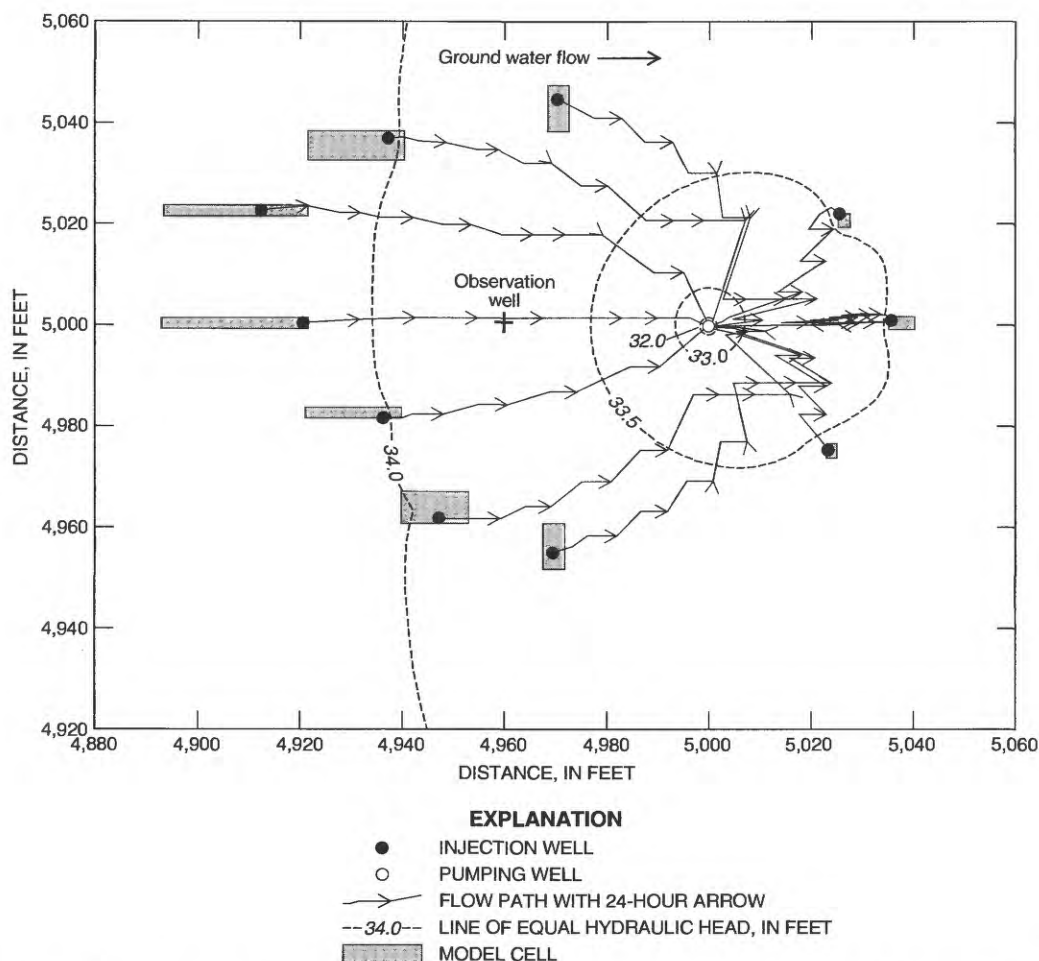 5,060
5,040
5,020
5,000
4,980
4,960
4,940
4,920
DISTANCE, IN FEET
Ground water flow
Observation
well
32.0
33.0
33.5
34.0
4,880
4,900
4,920
4,940
4,960
4,980
5,000
5,020
5,040
5,060
DISTANCE, IN FEET
EXPLANATION
INJECTION WELL
PUMPING WELL
FLOW PATH WITH 24-HOUR ARROW
34.0 LINE OF EQUAL HYDRAULIC HEAD, IN FEET
MODEL CELL